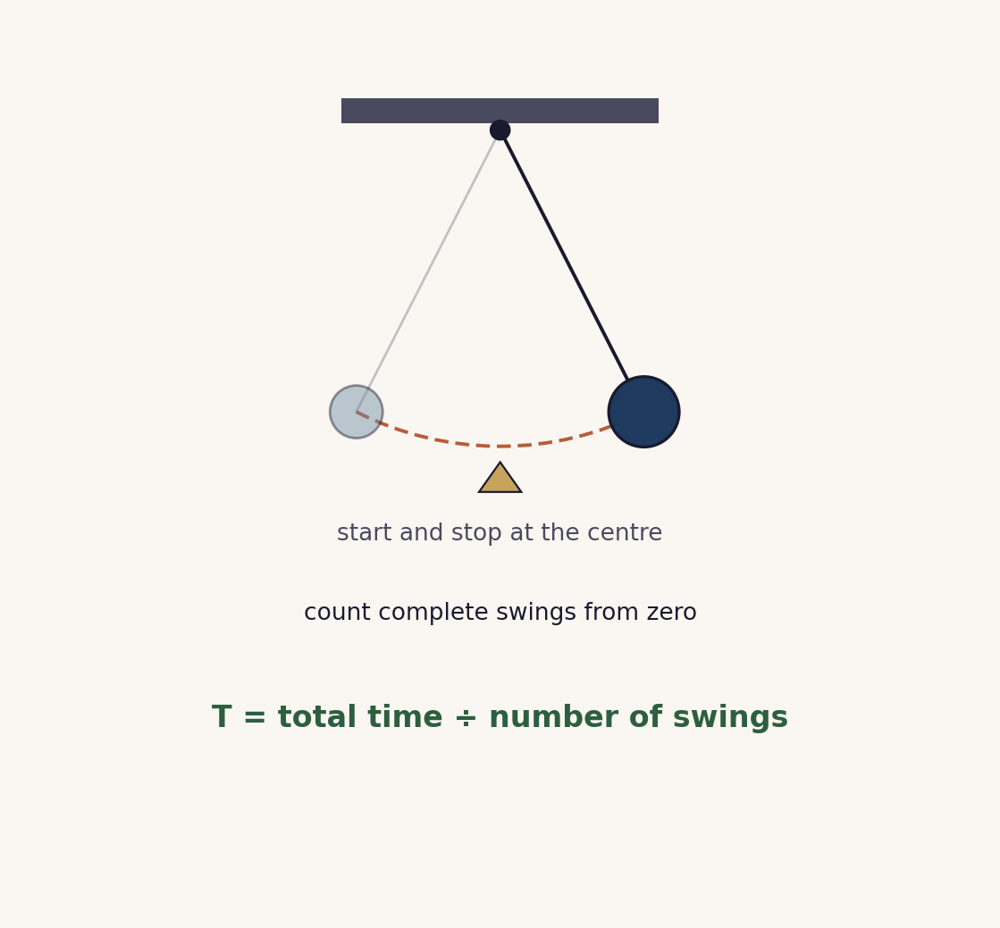 start and stop at the centre
count complete swings from zero
T = total time ÷ number of swings